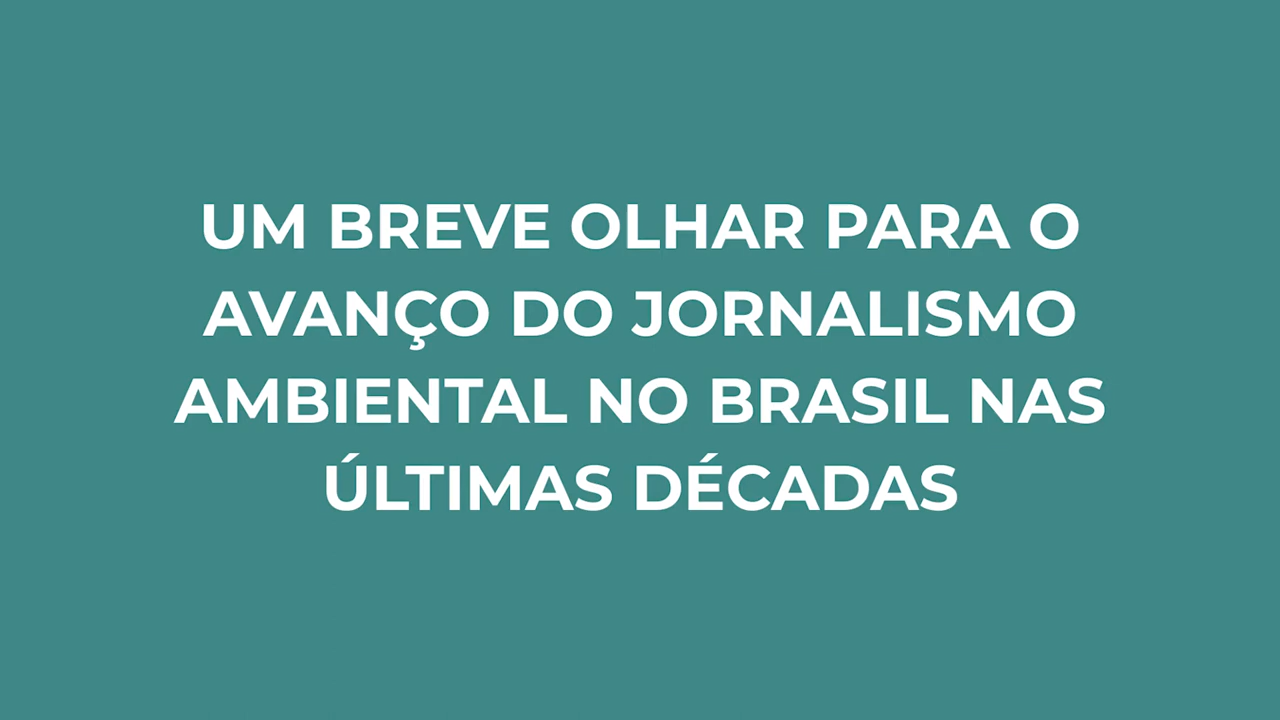 UM BREVE OLHAR PARA O
AVANÇO DO JORNALISMO
AMBIENTAL NO BRASIL NAS
ÚLTIMAS DÉCADAS